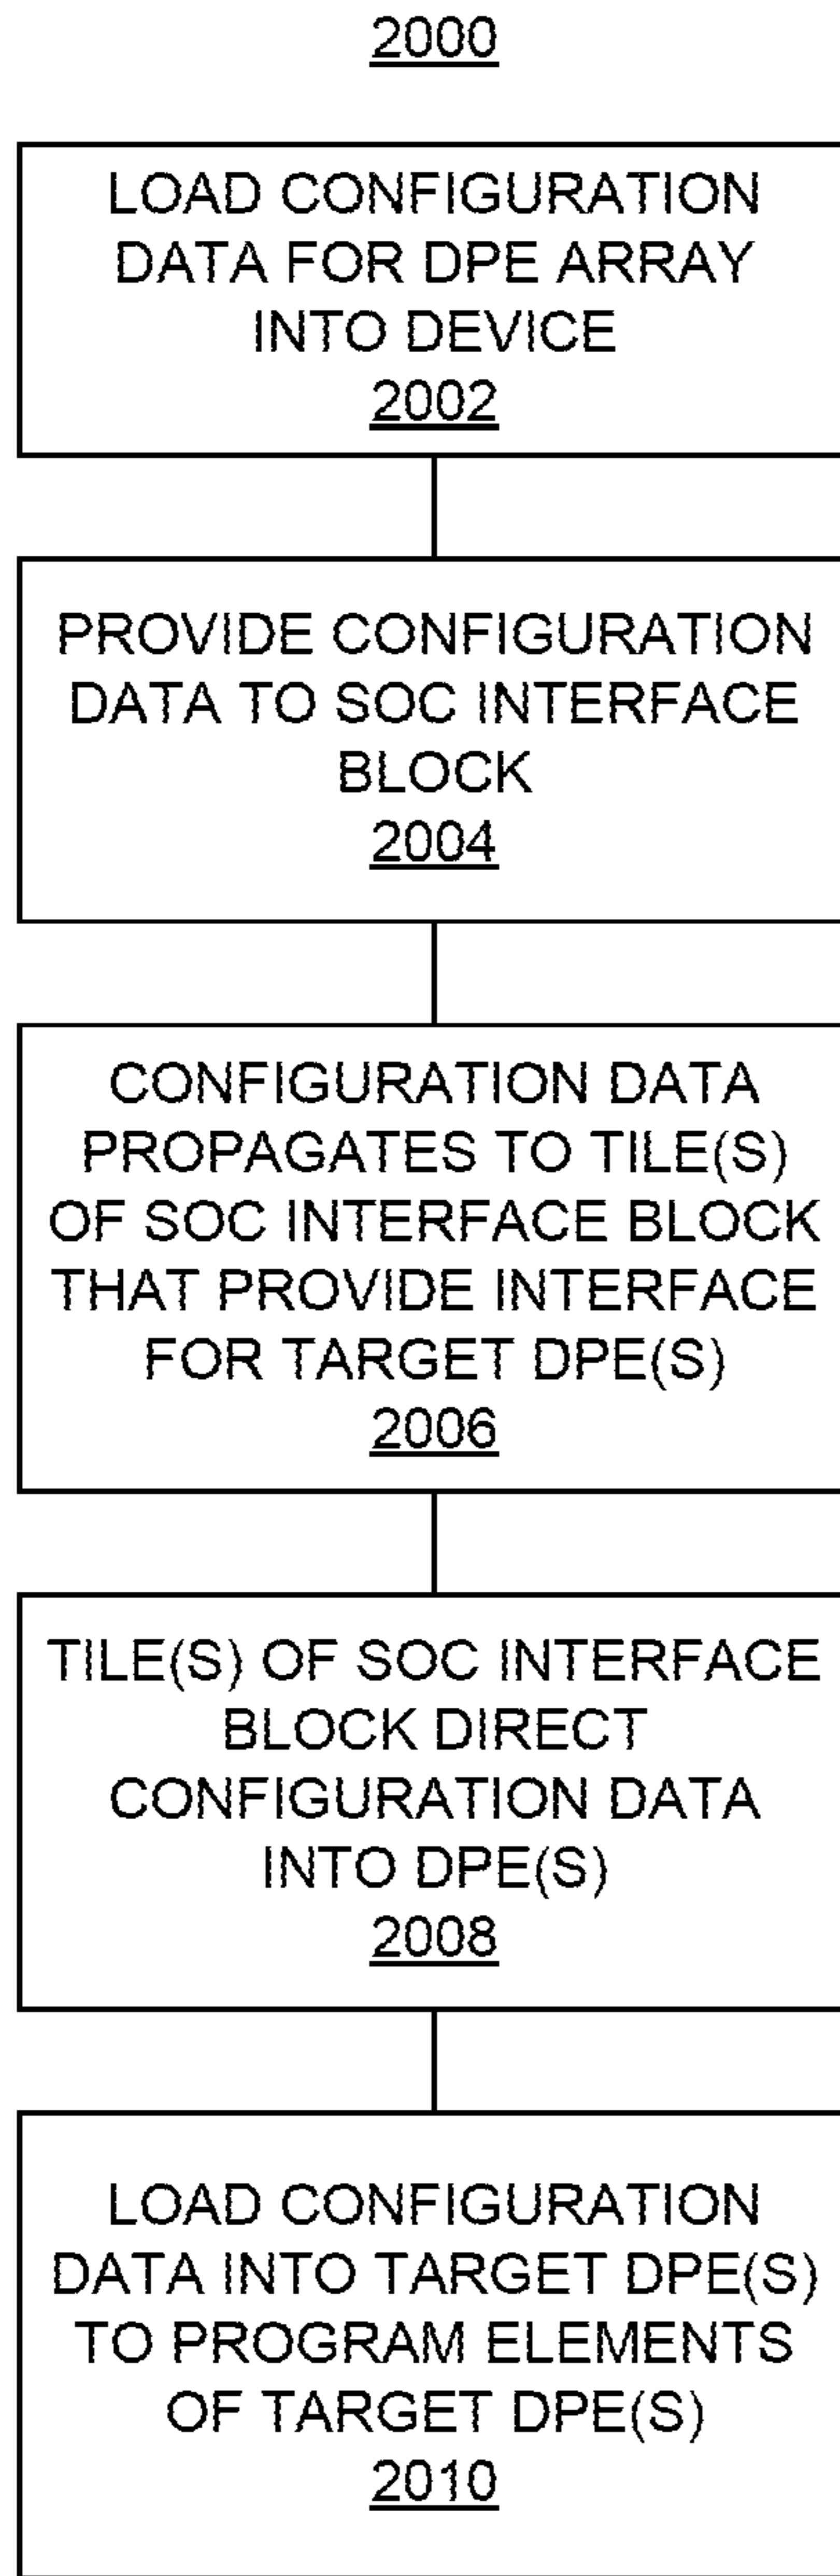 2000
LOAD CONFIGURATION
DATA FOR DPE ARRAY
INTO DEVICE
2002
PROVIDE CONFIGURATION
DATA TO SOC INTERFACE
BLOCK
2004
CONFIGURATION DATA
PROPAGATES TO TILE(S)
OF SOC INTERFACE BLOCK
THAT PROVIDE INTERFACE
FOR TARGET DPE(S)
2006
TILE(S) OF SOC INTERFACE
BLOCK DIRECT
CONFIGURATION DATA
INTO DPE(S)
2008
LOAD CONFIGURATION
DATA INTO TARGET DPE(S)
TO PROGRAM ELEMENTS
OF TARGET DPE(S)
2010